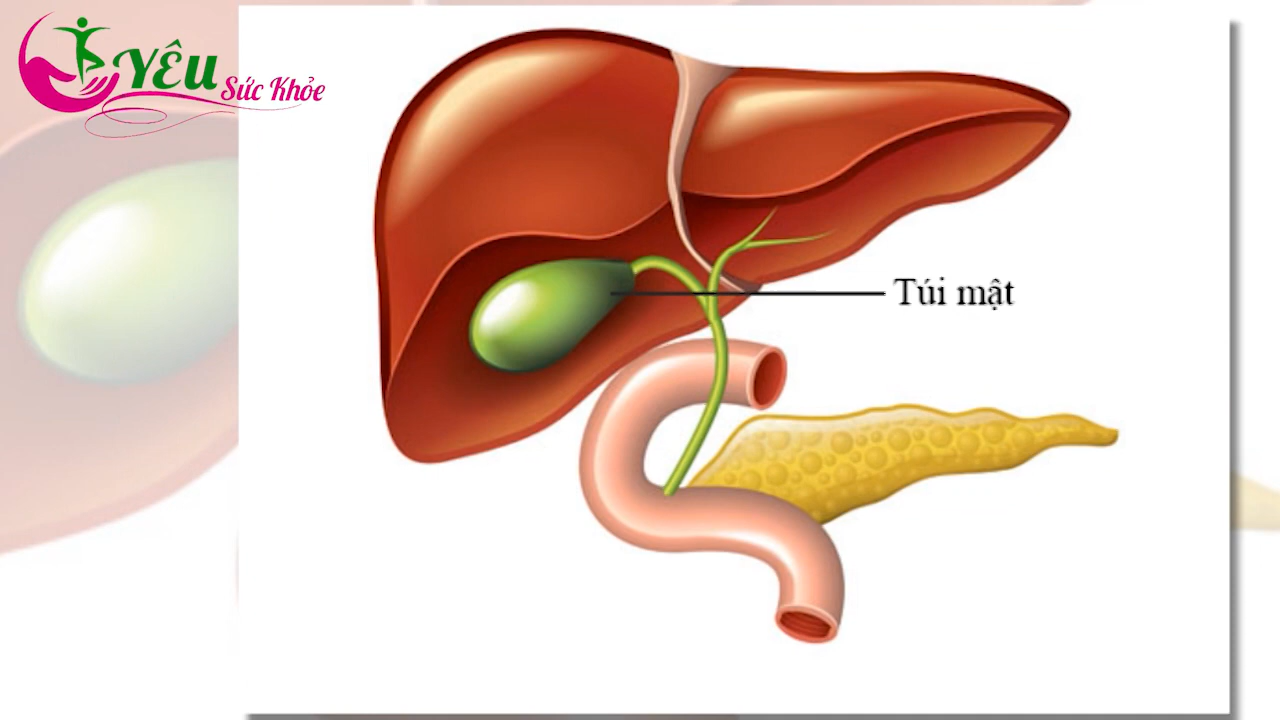 Yêu
Sức Khỏe
Túi mật